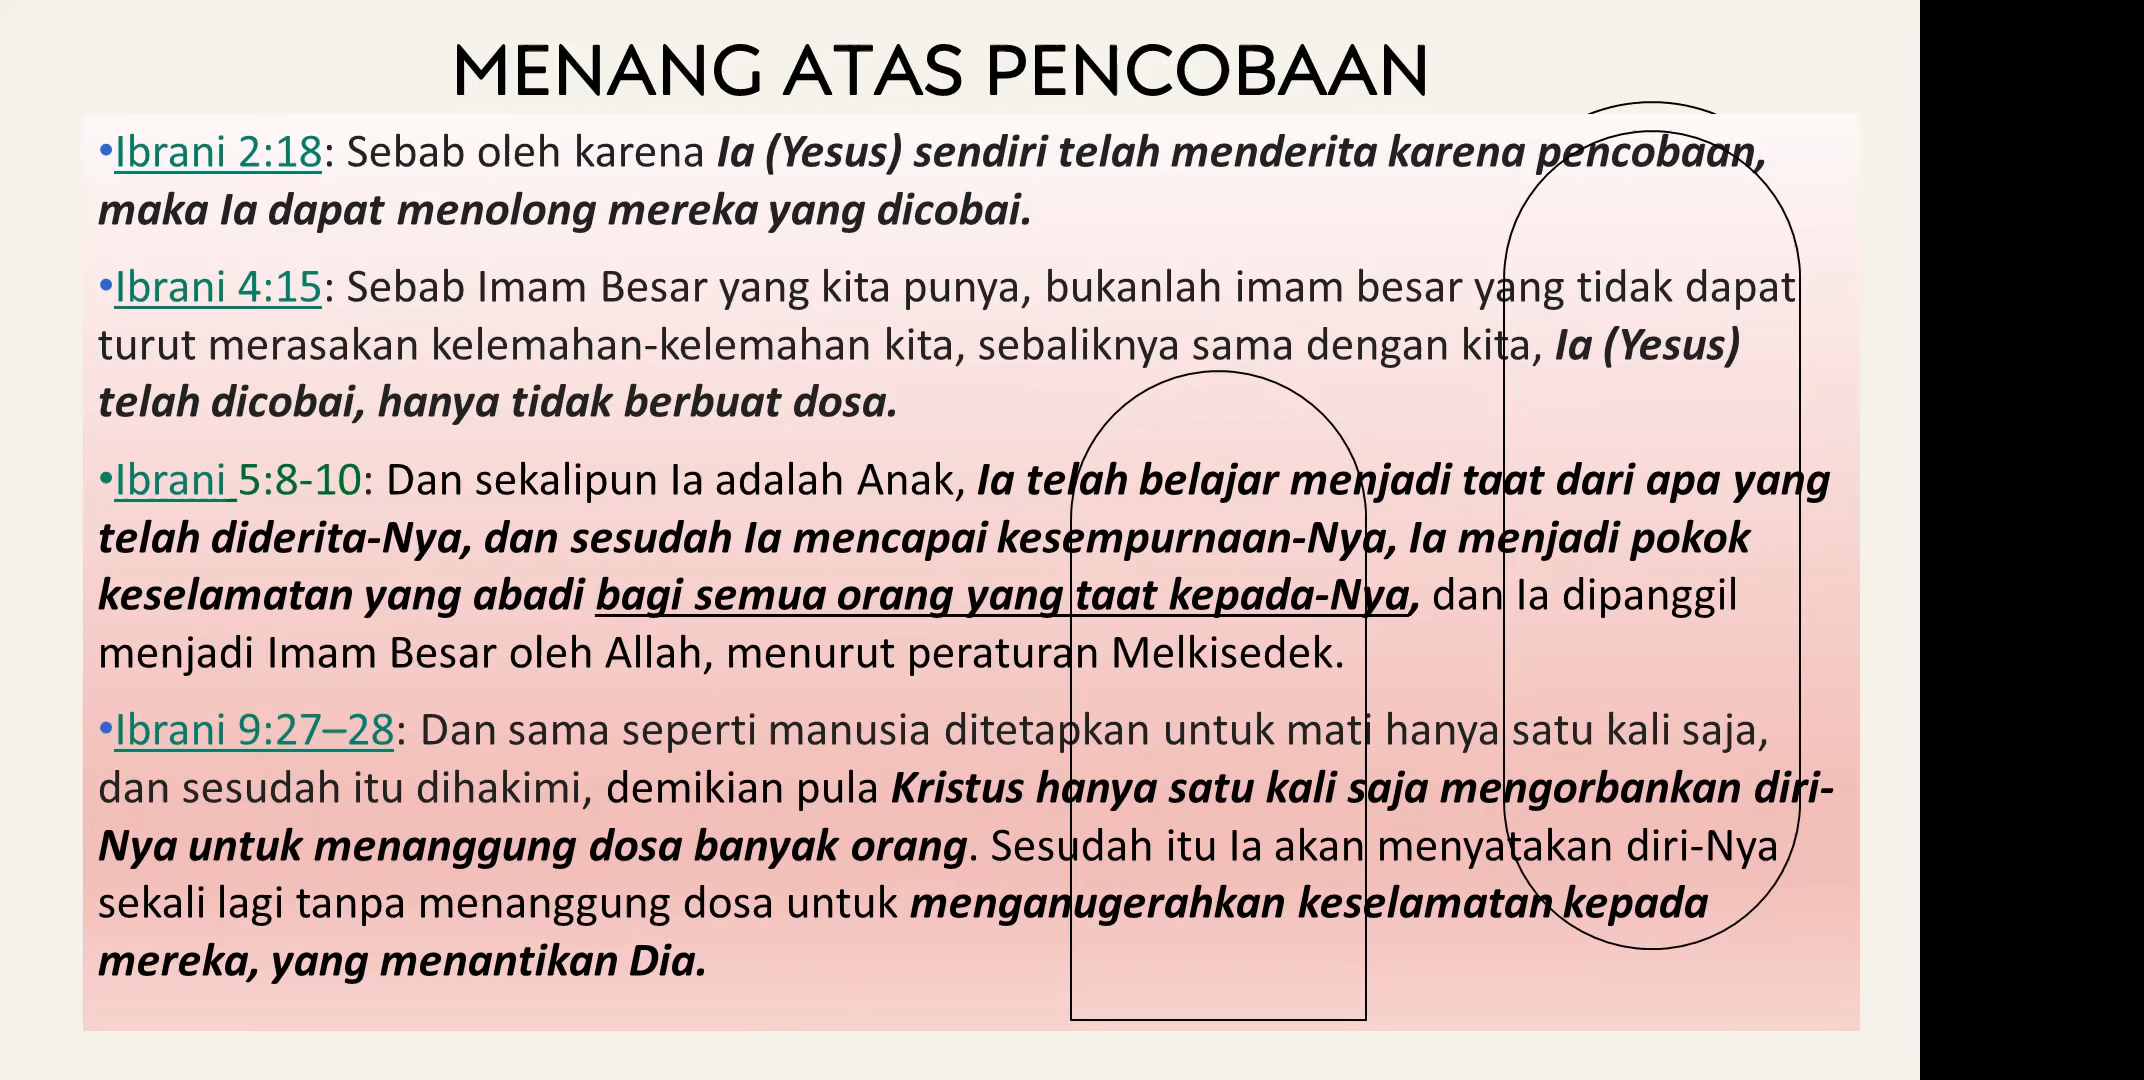 MENANG ATAS PENCOBAAN
•Ibrani 2:18: Sebab oleh karena Ia (Yesus) sendiri telah menderita karena pencobaan,
maka Ia dapat menolong mereka yang dicobai.
•Ibrani 4:15: Sebab Imam Besar yang kita punya, bukanlah imam besar yang tidak dapat
turut merasakan kelemahan-kelemahan kita, sebaliknya sama dengan kita, Ia (Yesus)
telah dicobai, hanya tidak berbuat dosa.
•Ibrani 5:8-10: Dan sekalipun Ia adalah Anak, Ia telah belajar menjadi taat dari apa yang
telah diderita-Nya, dan sesudah Ia mencapai kesempurnaan-Nya, Ia menjadi pokok
keselamatan yang abadi bagi semua orang yang taat kepada-Nya, dan Ia dipanggil
menjadi Imam Besar oleh Allah, menurut peraturan Melkisedek.
•Ibrani 9:27–28: Dan sama seperti manusia ditetapkan untuk mati hanya satu kali saja,
dan sesudah itu dihakimi, demikian pula Kristus hanya satu kali saja mengorbankan diri-
Nya untuk menanggung dosa banyak orang. Sesudah itu Ia akan menyatakan diri-Nya
sekali lagi tanpa menanggung dosa untuk menganugerahkan keselamatan kepada
mereka, yang menantikan Dia.